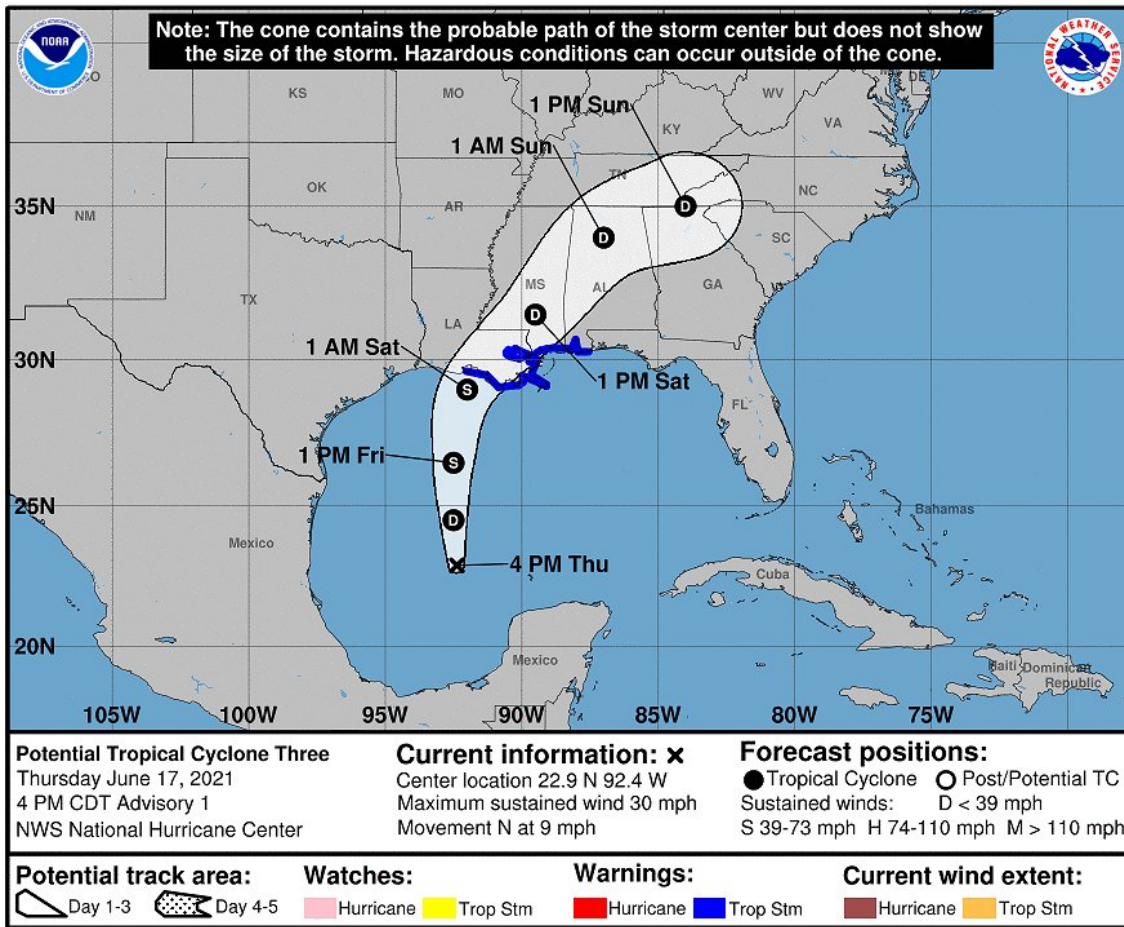 Note: The cone contains the probable path of the storm center but does not show
the size of the storm. Hazardous conditions can occur outside of the cone.
NOAA
NATIONAL WEATHER SERVICE
CO
KS
MO
WV
DE
1 PM Sun
KY
VA
1 AM Sun
TN
OK
AR
NC
35N
NM
SC
MS
AL
GA
TX
LA
1 AM Sat
30N
1 PM Sat
FL
1 PM Fri
25N
Bahamas
Mexico
4 PM Thu
Cuba
20N
Mexico
Haiti
Dominican
Republic
105W
100W
95W
90W
85W
80W
75W
D
D
D
S
S
D
Potential Tropical Cyclone Three
Thursday June 17, 2021
4 PM CDT Advisory 1
NWS National Hurricane Center
Current information: x
Center location 22.9 N 92.4 W
Maximum sustained wind 30 mph
Movement N at 9 mph
Forecast positions:
Tropical Cyclone Post/Potential TC
Sustained winds: D < 39 mph
S 39-73 mph H 74-110 mph M > 110 mph
Potential track area:
Day 1-3 Day 4-5
Watches:
Hurricane Trop Stm
Warnings:
Hurricane Trop Stm
Current wind extent:
Hurricane Trop Stm